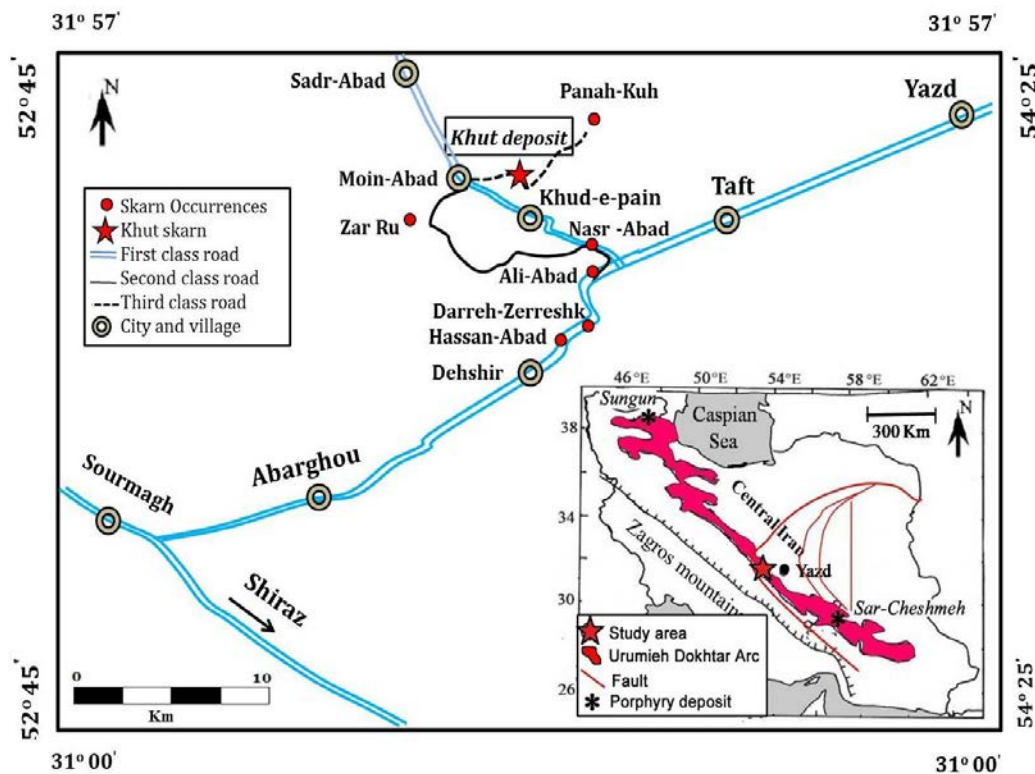 31° 57'
31° 57'
52° 45'
54° 25'
N
Sadr-Abad
Panah-Kuh
Yazd
Khut deposit
Moin-Abad
Taft
Khud-e-pain
Zar Ru
Nasr -Abad
Ali-Abad
Skarn Occurrences
Khut skarn
First class road
Second class road
Third class road
City and village
Darreh-Zerreshk
Hassan-Abad
Dehshir
Abarghou
Sourmagh
Shiraz
0 10
Km
46 °E 50°E 54°E 58 °E 62°E
Sungun
Caspian
Sea
300 Km
N
38
34
30
26
Central Iran
Zagros mountain
Yazd
Sar-Cheshmeh
Study area
Urumieh Dokhtar Arc
Fault
Porphyry deposit
52° 45'
54° 25'
31° 00'
31° 00'